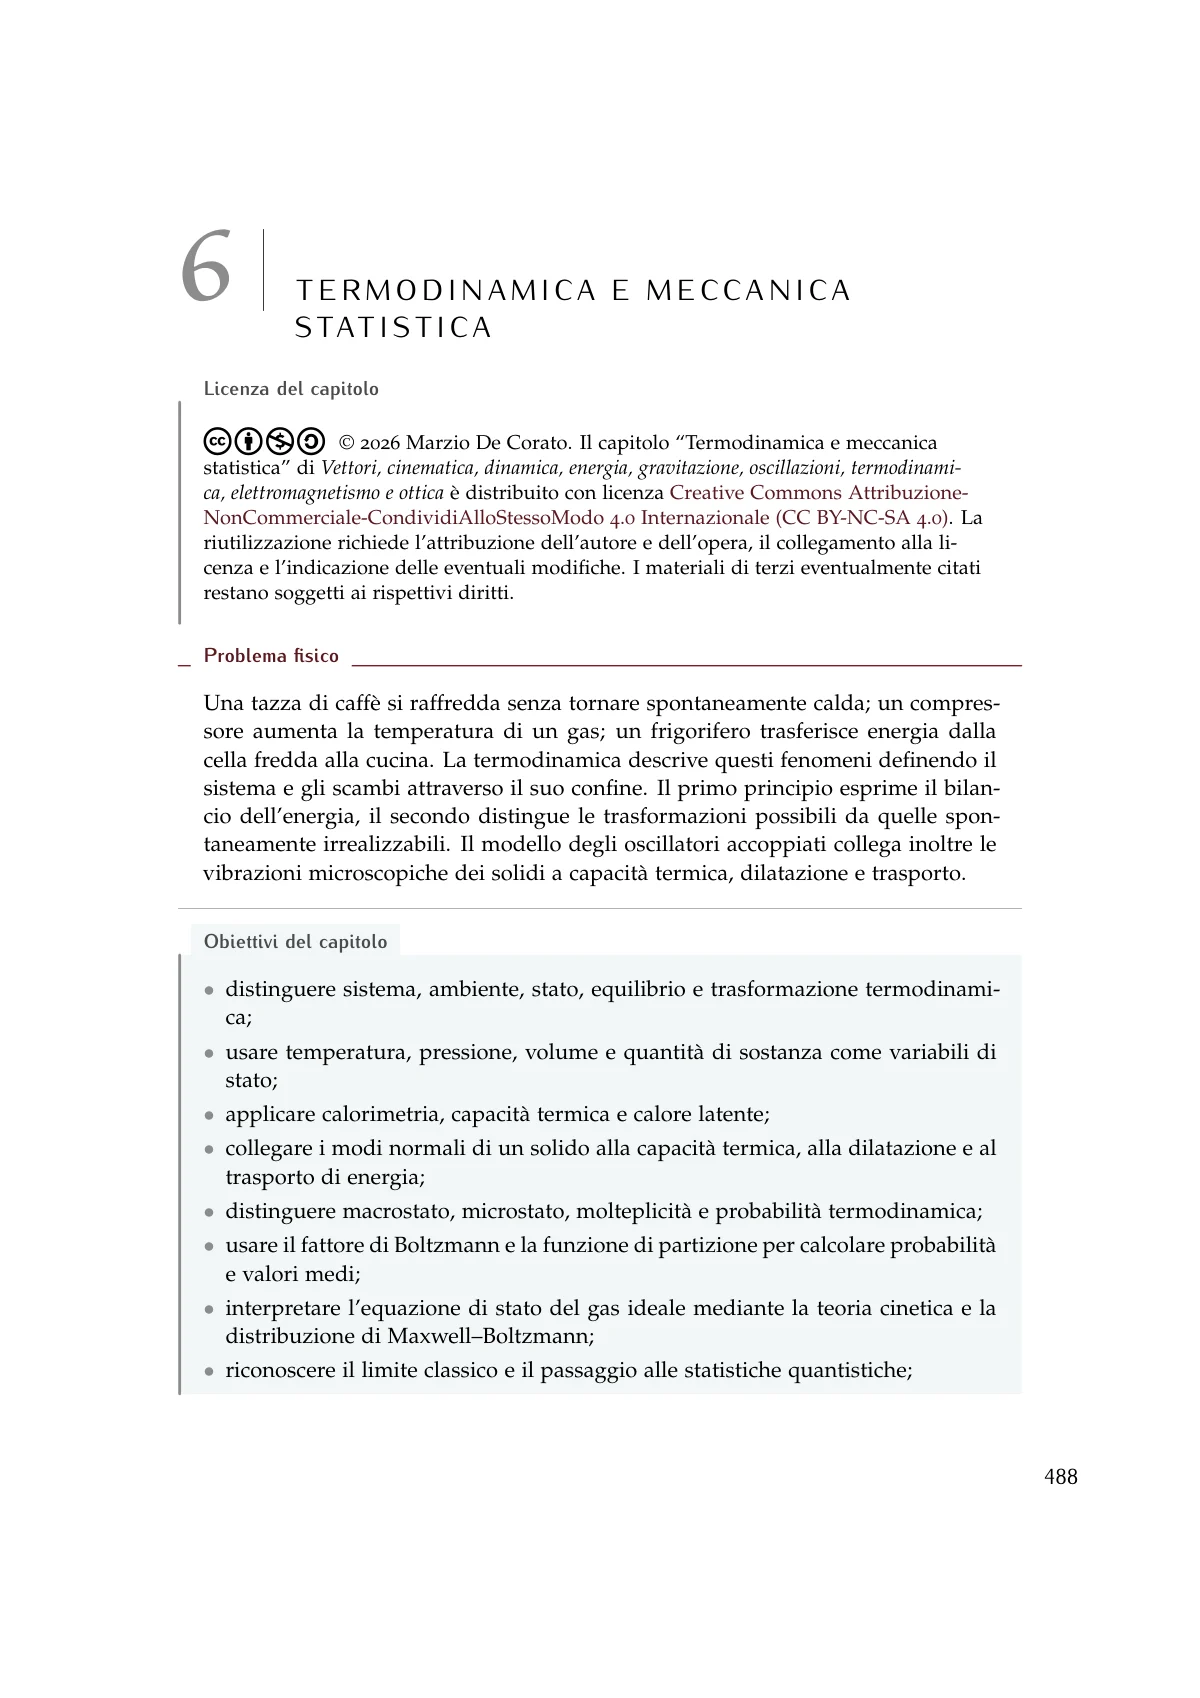 6
TERMODINAMICA E MECCANICA
STATISTICA
Licenza del capitolo
© 2026 Marzio De Corato. Il capitolo “Termodinamica e meccanica
statistica” di Vettori, cinematica, dinamica, energia, gravitazione, oscillazioni, termodinami-
ca, elettromagnetismo e ottica è distribuito con licenza Creative Commons Attribuzione-
NonCommerciale-CondividiAlloStessoModo 4.0 Internazionale (CC BY-NC-SA 4.0). La
riutilizzazione richiede l’attribuzione dell’autore e dell’opera, il collegamento alla li-
cenza e l’indicazione delle eventuali modifiche. I materiali di terzi eventualmente citati
restano soggetti ai rispettivi diritti.
Problema fisico
Una tazza di caffè si raffredda senza tornare spontaneamente calda; un compres-
sore aumenta la temperatura di un gas; un frigorifero trasferisce energia dalla
cella fredda alla cucina. La termodinamica descrive questi fenomeni definendo il
sistema e gli scambi attraverso il suo confine. Il primo principio esprime il bilan-
cio dell’energia, il secondo distingue le trasformazioni possibili da quelle spon-
taneamente irrealizzabili. Il modello degli oscillatori accoppiati collega inoltre le
vibrazioni microscopiche dei solidi a capacità termica, dilatazione e trasporto.
Obiettivi del capitolo
• distinguere sistema, ambiente, stato, equilibrio e trasformazione termodinami-
ca;
• usare temperatura, pressione, volume e quantità di sostanza come variabili di
stato;
• applicare calorimetria, capacità termica e calore latente;
• collegare i modi normali di un solido alla capacità termica, alla dilatazione e al
trasporto di energia;
• distinguere macrostato, microstato, molteplicità e probabilità termodinamica;
• usare il fattore di Boltzmann e la funzione di partizione per calcolare probabilità
e valori medi;
• interpretare l’equazione di stato del gas ideale mediante la teoria cinetica e la
distribuzione di Maxwell–Boltzmann;
• riconoscere il limite classico e il passaggio alle statistiche quantistiche;
488